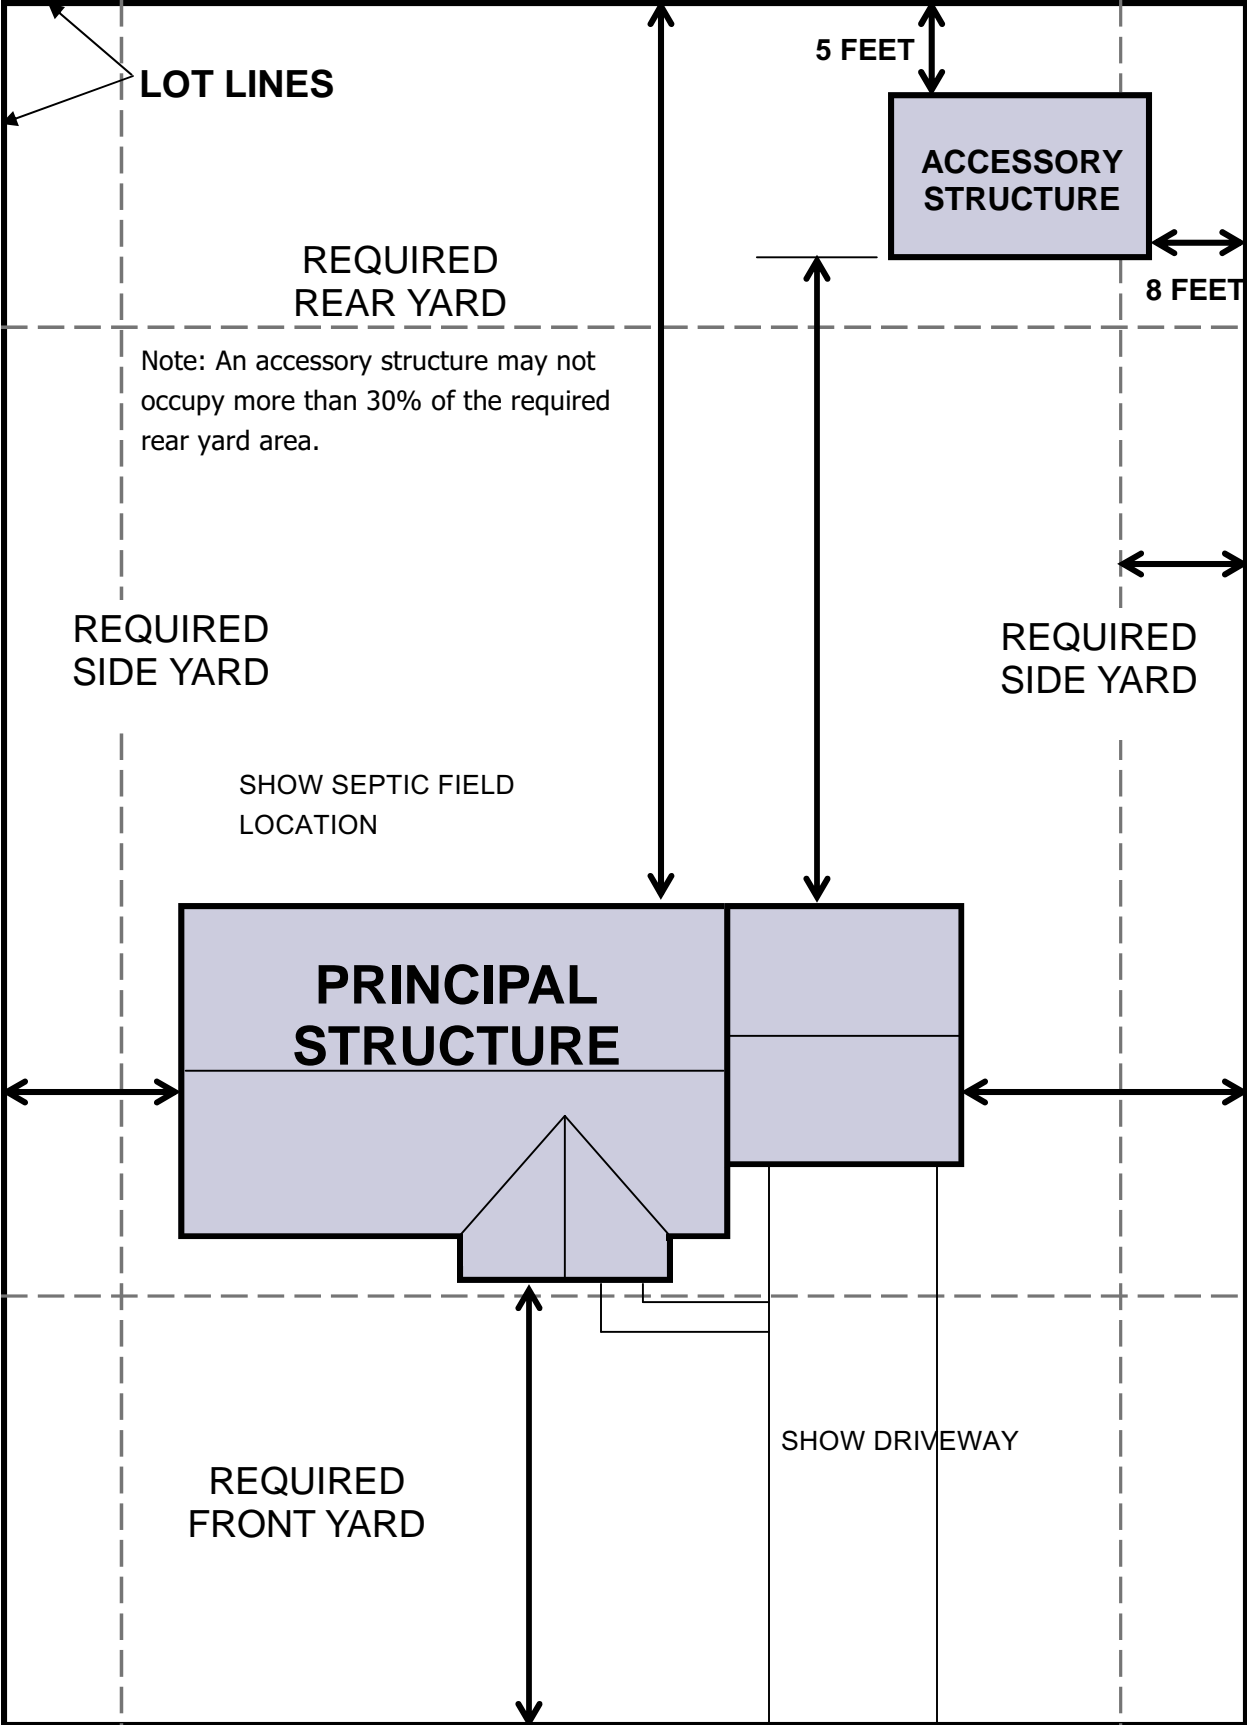 5 FEET
LOT LINES
ACCESSORY
STRUCTURE
REQUIRED
REAR YARD
8 FEET
Note: An accessory structure may not
occupy more than 30% of the required
rear yard area.
REQUIRED
SIDE YARD
REQUIRED
SIDE YARD
SHOW SEPTIC FIELD
LOCATION
PRINCIPAL
STRUCTURE
SHOW DRIVEWAY
REQUIRED
FRONT YARD